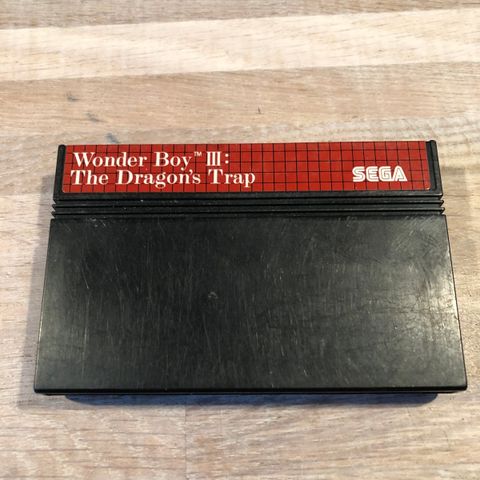 Wonder Boy™ III:
The Dragon's Trap
SEGA